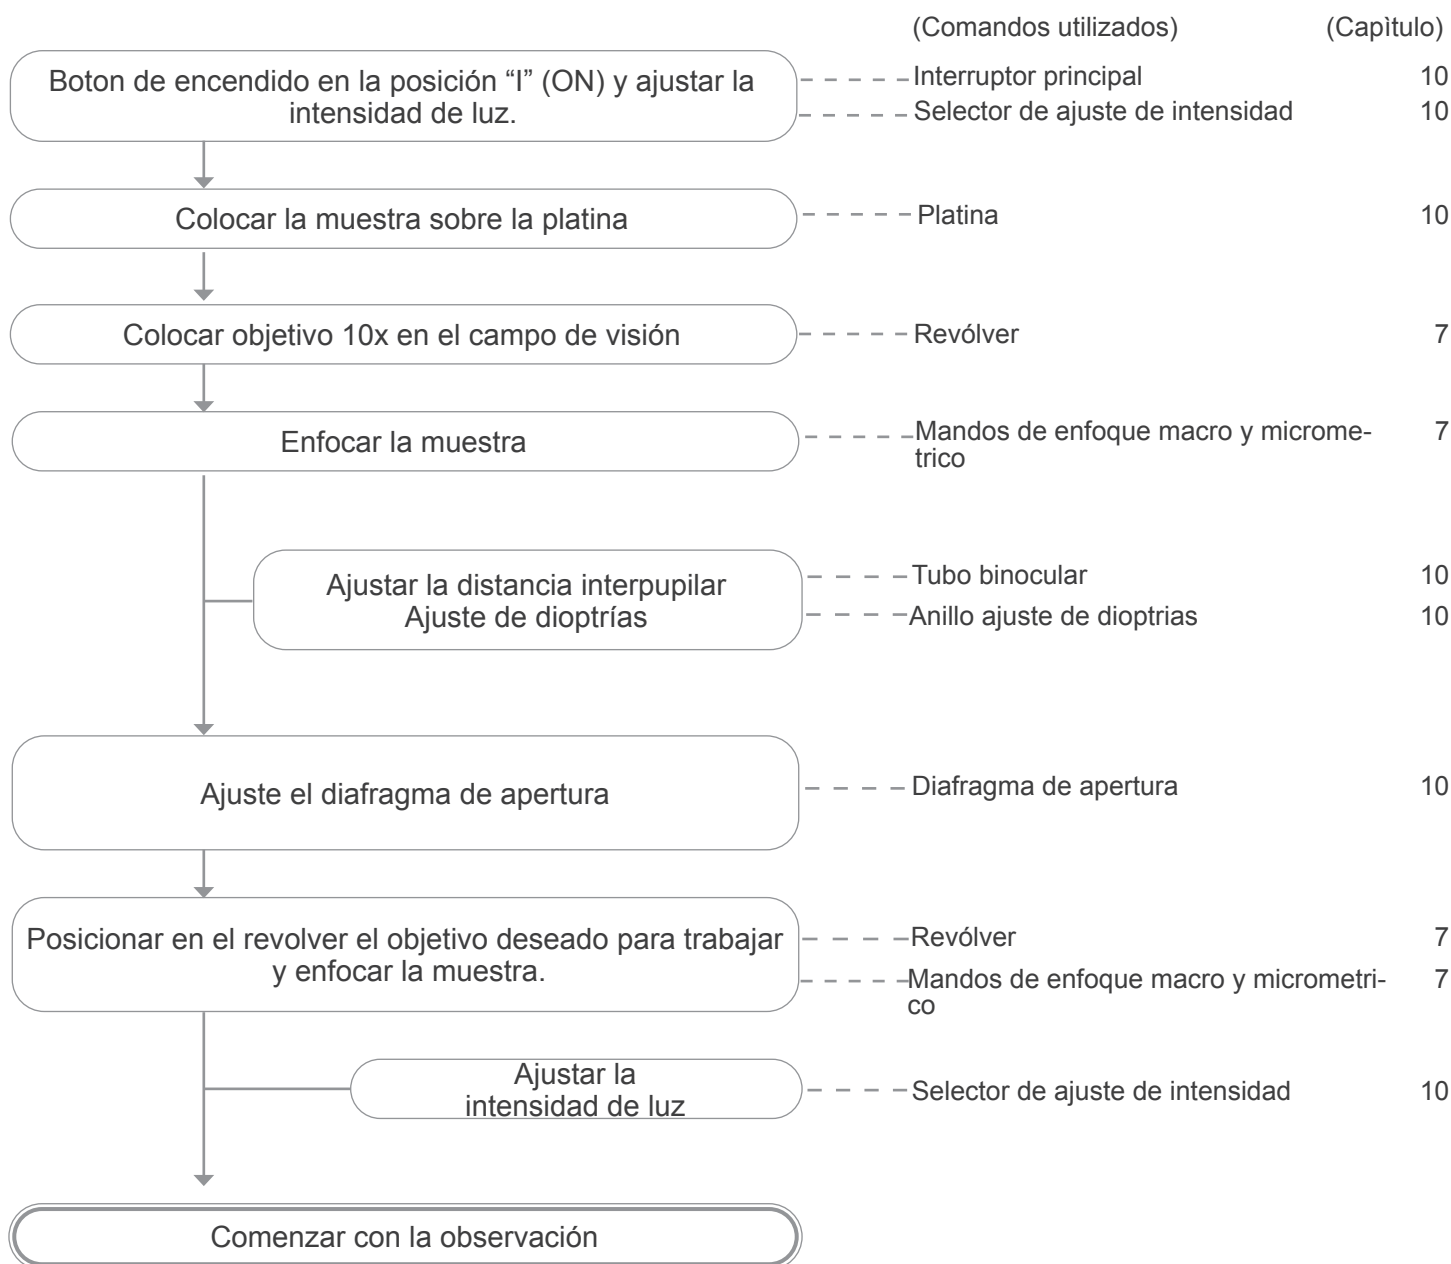 (Comandos utilizados) (Capìtulo)
Boton de encendido en la posición “I” (ON) y ajustar la
intensidad de luz.
Interruptor principal 10
Selector de ajuste de intensidad 10
Colocar la muestra sobre la platina
Platina 10
Colocar objetivo 10x en el campo de visión
Revólver 7
Enfocar la muestra
Mandos de enfoque macro y microme- 7
trico
Ajustar la distancia interpupilar
Ajuste de dioptrías
Tubo binocular 10
Anillo ajuste de dioptrias 10
Ajuste el diafragma de apertura
Diafragma de apertura 10
Posicionar en el revolver el objetivo deseado para trabajar
y enfocar la muestra.
Revólver 7
Mandos de enfoque macro y micrometri- 7
co
Ajustar la
intensidad de luz
Selector de ajuste de intensidad 10
Comenzar con la observación